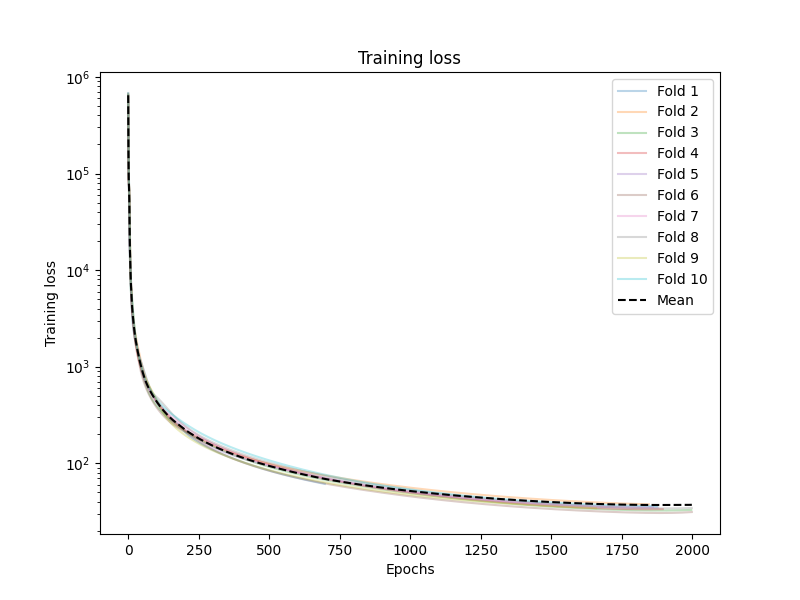 Training loss
Training loss
10^6
10^5
10^4
10^3
10^2
0
250
500
750
1000
1250
1500
1750
2000
Epochs
Fold 1
Fold 2
Fold 3
Fold 4
Fold 5
Fold 6
Fold 7
Fold 8
Fold 9
Fold 10
Mean